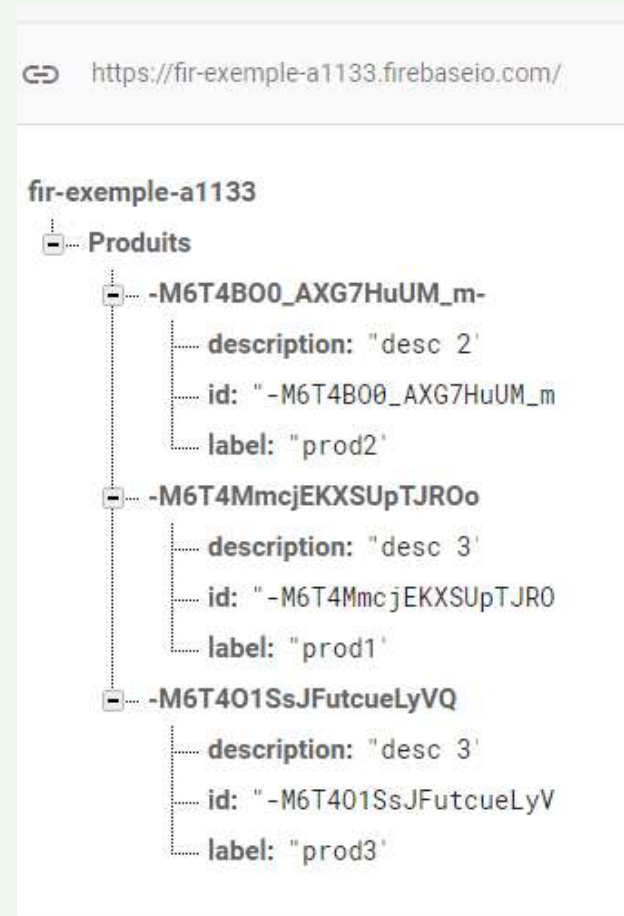 https://fir-exemple-a1133.firebaseio.com/
fir-exemple-a1133
Produits
-M6T4BO0_AXG7HuUM_m-
description: "desc 2"
id: "-M6T4BO0_AXG7HuUM_m
label: "prod2"
-M6T4MmcjEKXSUpTJROo
description: "desc 3"
id: "-M6T4MmcjEKXSUpTJRO
label: "prod1"
-M6T4O1SsJFutcueLyVQ
description: "desc 3"
id: "-M6T4O1SsJFutcueLyV
label: "prod3"